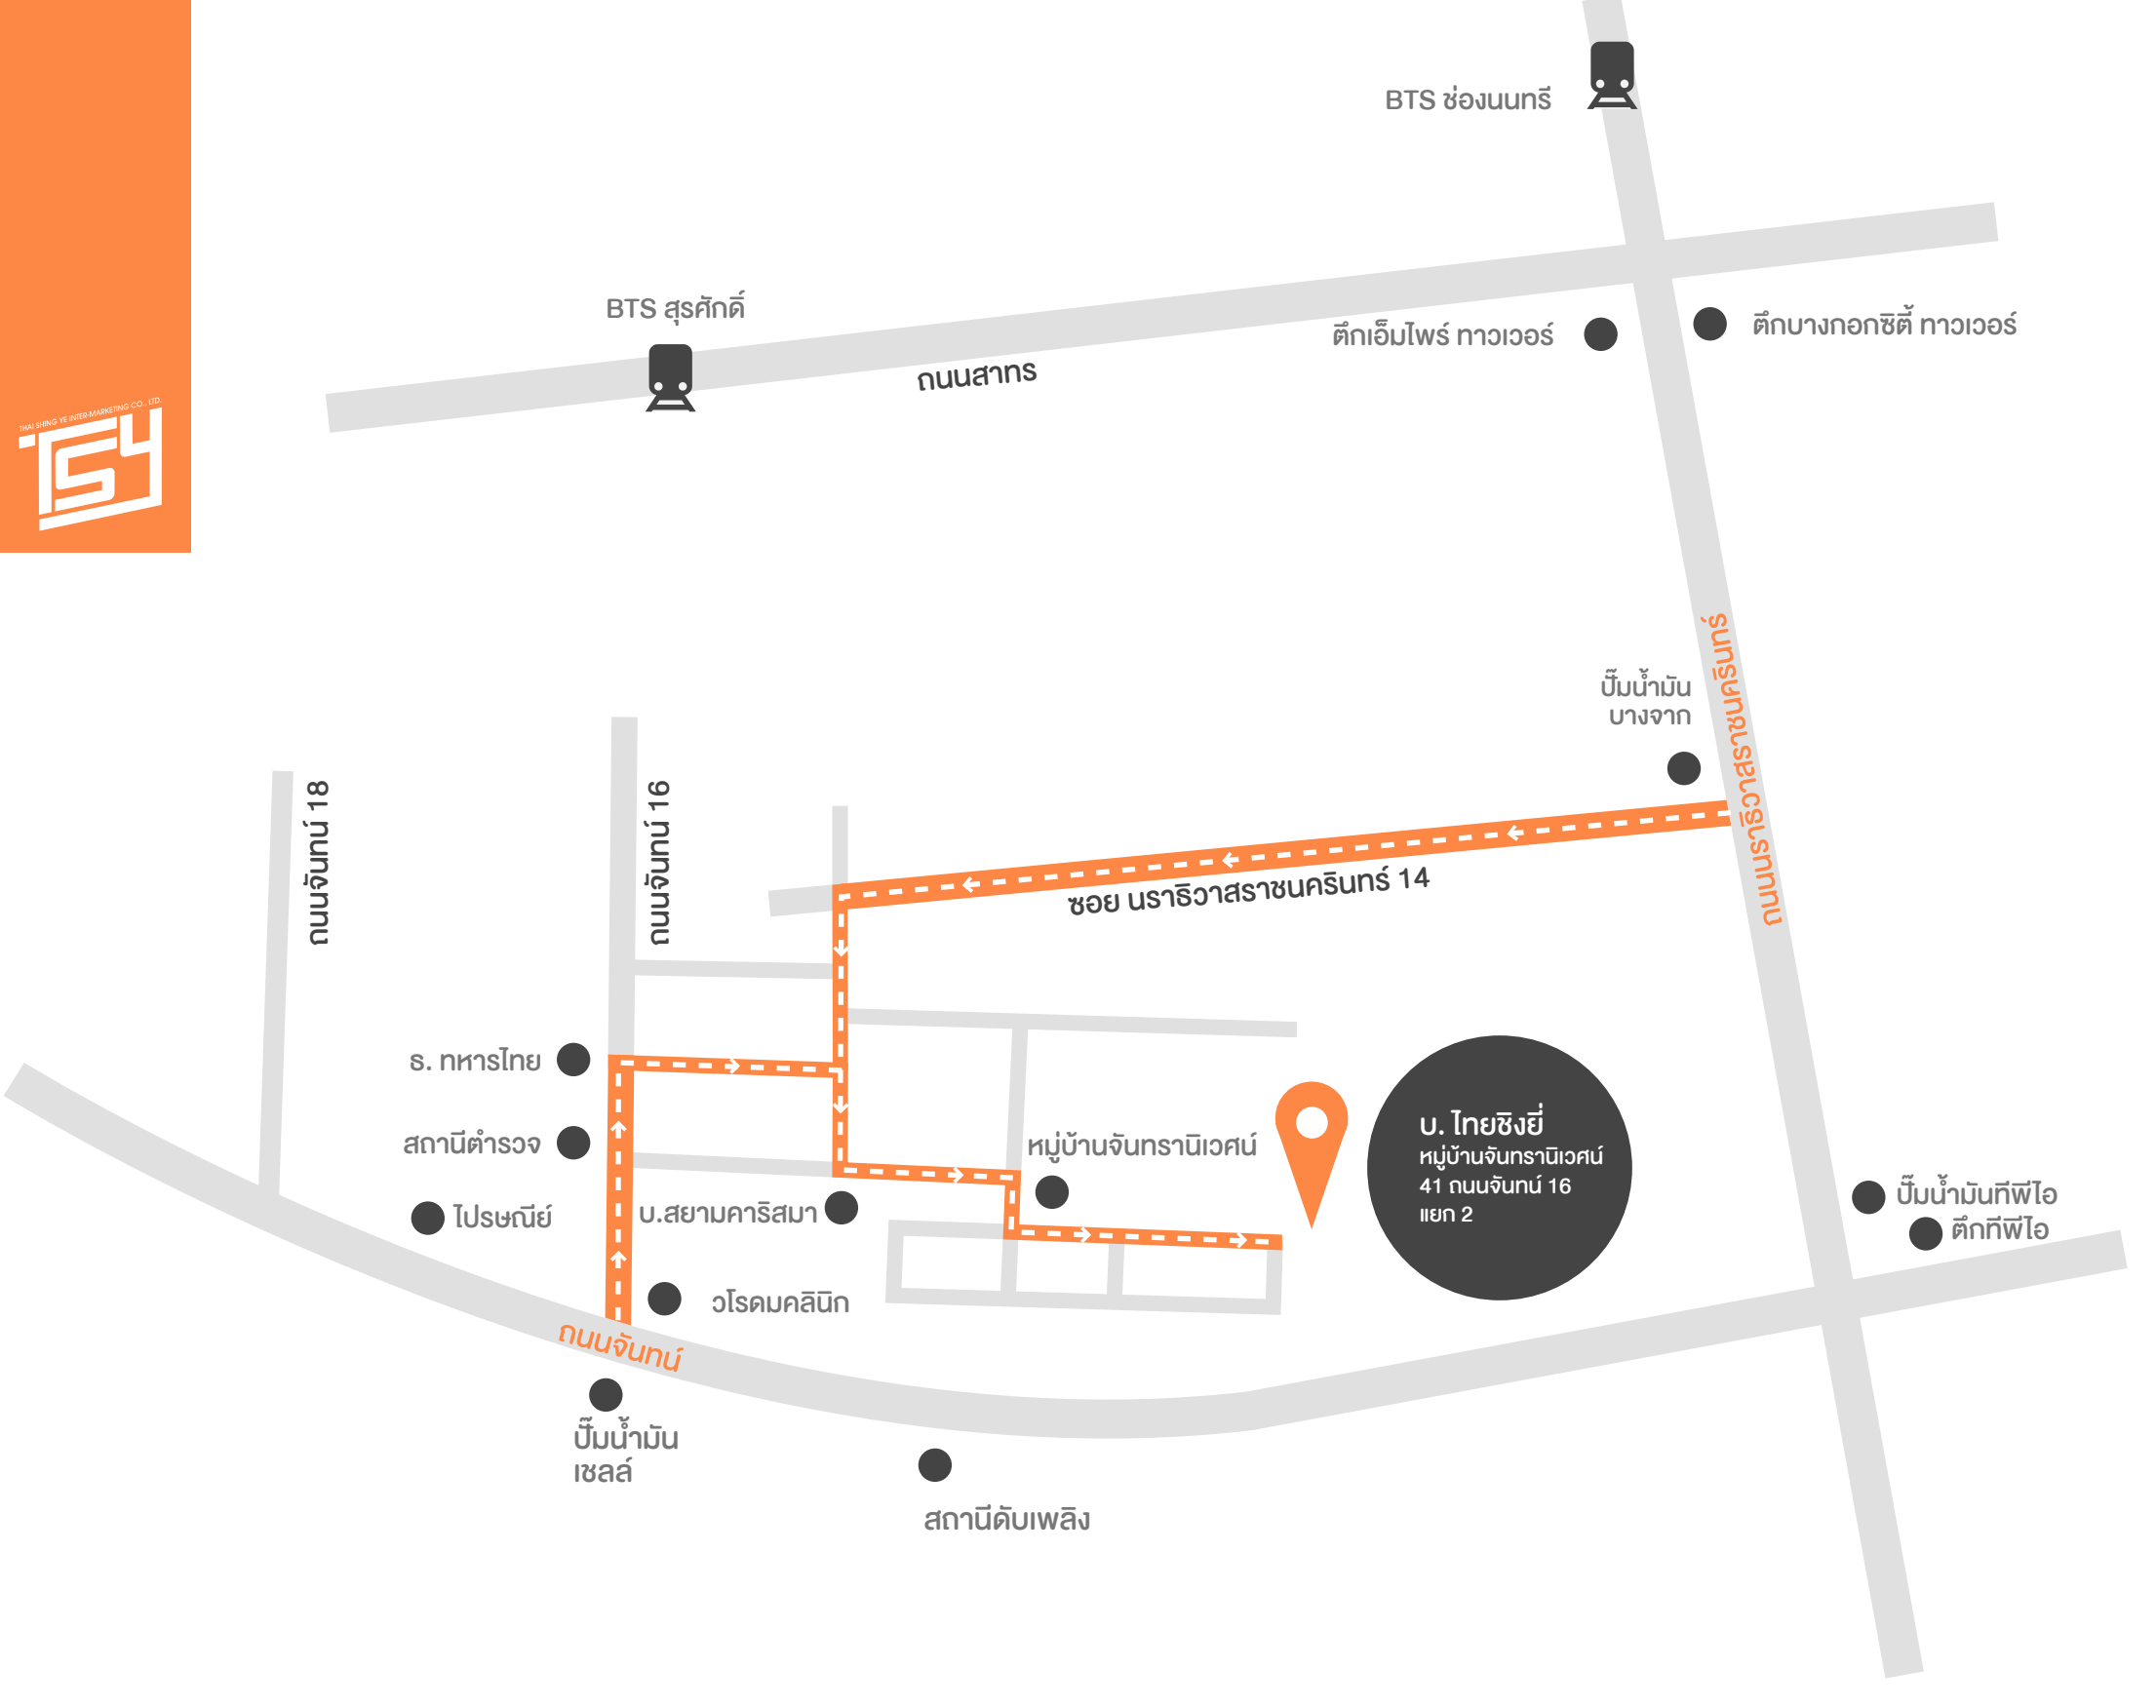 BTS ช่องนนทรี
BTS สุรศักดิ์
ตึกเอ็มไพร์ ทาวเวอร์
ตึกบางกอกซิตี้ ทาวเวอร์
ถนนสาทร
THAI SHING YE INTER-MARKETING CO., LTD.
TSY
ปั๊มน้ำมัน
บางจาก
ถนนนราธิวาสราชนครินทร์
ถนนจันทน์ 18
ถนนจันทน์ 16
ซอย นราธิวาสราชนครินทร์ 14
ธ. ทหารไทย
สถานีตำรวจ
หมู่บ้านจันทรานิเวศน์
บ. ไทยชิงยี่
หมู่บ้านจันทรานิเวศน์
41 ถนนจันทน์ 16
แยก 2
ไปรษณีย์
บ.สยามคาริสมา
ปั๊มน้ำมันทีพีไอ
ตึกทีพีไอ
วโรดมคลินิก
ถนนจันทน์
ปั๊มน้ำมัน
เชลล์
สถานีดับเพลิง